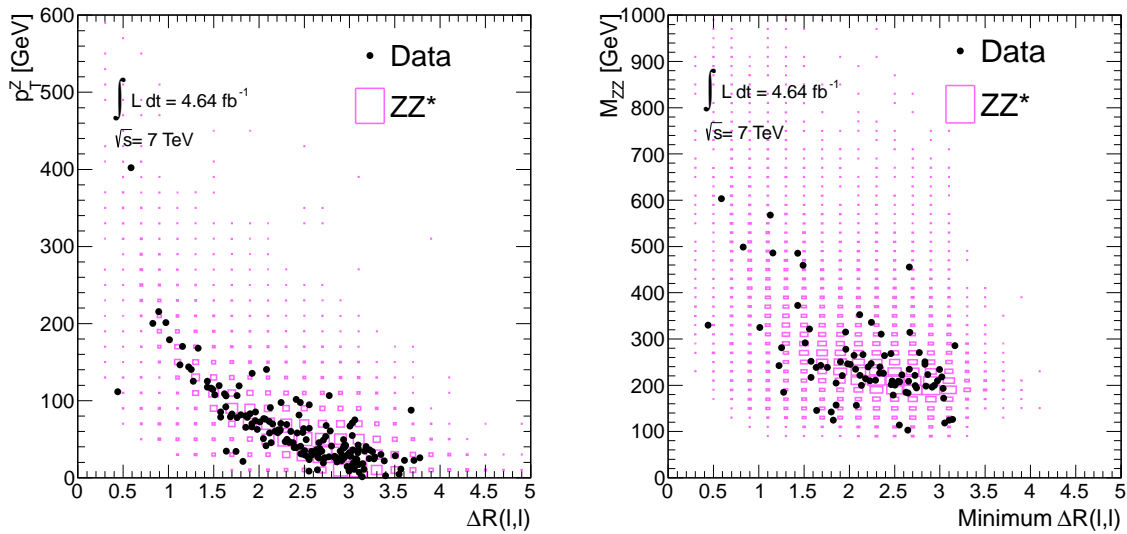 p_T^Z [GeV]
600
500
400
300
200
100
0
∫ L dt = 4.64 fb⁻¹
√s= 7 TeV
Data
ZZ*
0 0.5 1 1.5 2 2.5 3 3.5 4 4.5 5
ΔR(l,l)
M_ZZ [GeV]
1000
900
800
700
600
500
400
300
200
100
0
∫ L dt = 4.64 fb⁻¹
√s= 7 TeV
Data
ZZ*
0 0.5 1 1.5 2 2.5 3 3.5 4 4.5 5
Minimum ΔR(l,l)